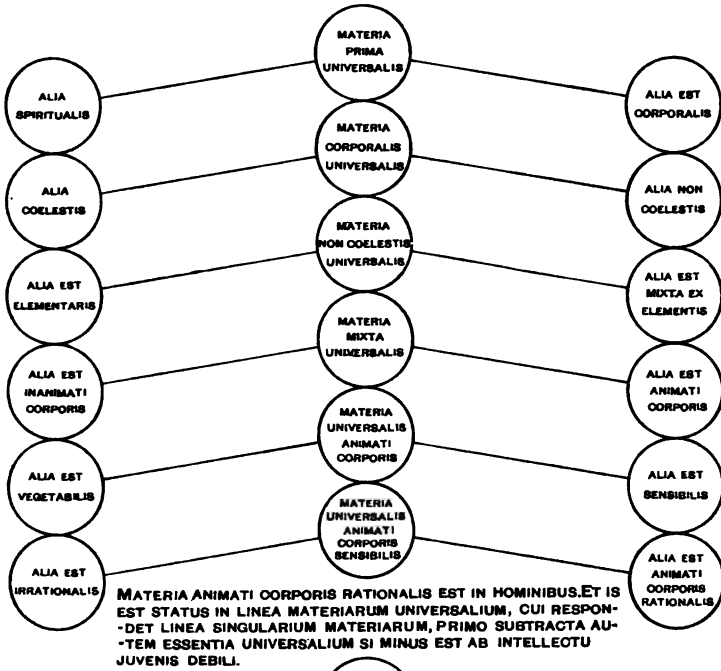 MATERIA
PRIMA
UNIVERSALIS
ALIA
SPIRITUALIS
ALIA EST
CORPORALIS
MATERIA
CORPORALIS
UNIVERSALIS
ALIA
COELESTIS
ALIA NON
COELESTIS
MATERIA
NON COELESTIS
UNIVERSALIS
ALIA EST
ELEMENTARIS
ALIA EST
MIXTA EX
ELEMENTIS
MATERIA
MIXTA
UNIVERSALIS
ALIA EST
INANIMATI
CORPORIS
ALIA EST
ANIMATI
CORPORIS
MATERIA
UNIVERSALIS
ANIMATI
CORPORIS
ALIA EST
VEGETABILIS
ALIA EST
SENSIBILIS
MATERIA
UNIVERSALIS
ANIMATI
CORPORIS
SENSIBILIS
ALIA EST
IRRATIONALIS
ALIA EST
ANIMATI
CORPORIS
RATIONALIS
MATERIA ANIMATI CORPORIS RATIONALIS EST IN HOMINIBUS.ET IS
EST STATUS IN LINEA MATERIARUM UNIVERSALIUM, CUI RESPON-
-DET LINEA SINGULARIUM MATERIARUM, PRIMO SUBTRACTA AU-
-TEM ESSENTIA UNIVERSALIUM SI MINUS EST AB INTELLECTU
JUVENIS DEBILI.